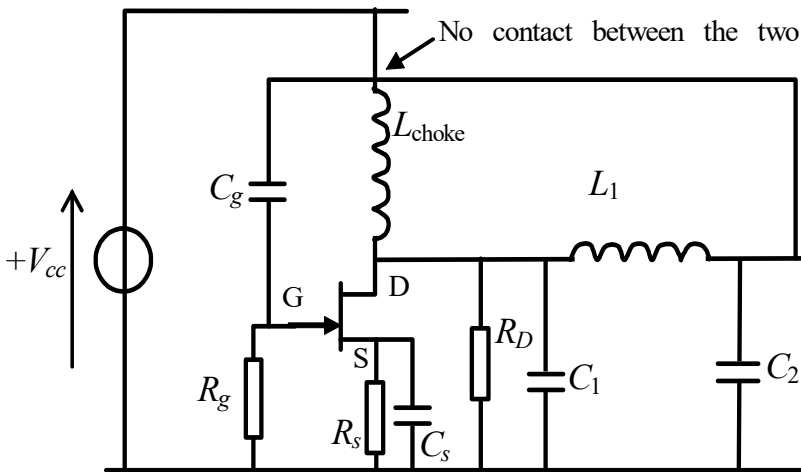 No contact between the two
L_choke
C_g
L_1
+V_cc
G
D
S
R_D
C_1
C_2
R_g
R_s
C_s